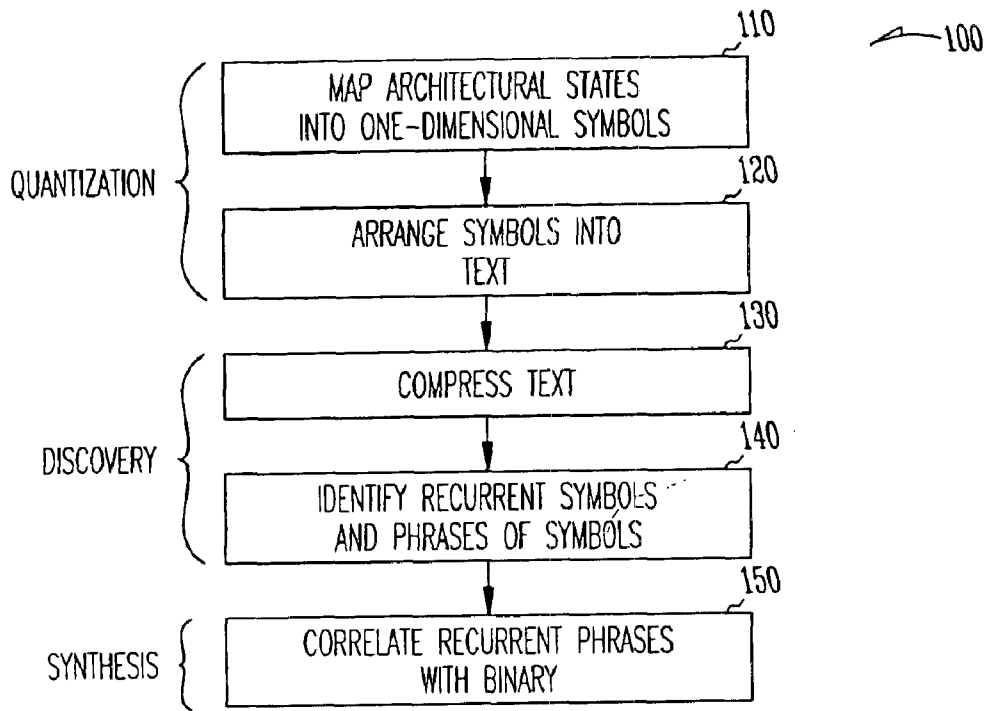 100
110
MAP ARCHITECTURAL STATES
INTO ONE-DIMENSIONAL SYMBOLS
QUANTIZATION
120
ARRANGE SYMBOLS INTO
TEXT
130
COMPRESS TEXT
DISCOVERY
140
IDENTIFY RECURRENT SYMBOLS
AND PHRASES OF SYMBOLS
150
CORRELATE RECURRENT PHRASES
WITH BINARY
SYNTHESIS